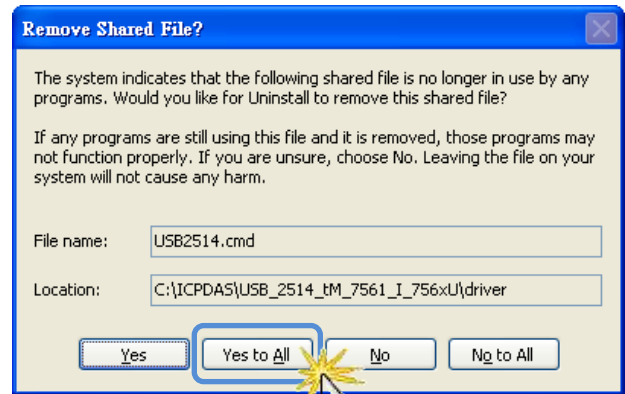 Remove Shared File?
The system indicates that the following shared file is no longer in use by any
programs. Would you like for Uninstall to remove this shared file?
If any programs are still using this file and it is removed, those programs may
not function properly. If you are unsure, choose No. Leaving the file on your
system will not cause any harm.
File name: USB2514.cmd
Location: C:\ICPDAS\USB_2514_tM_7561_I_756xU\driver
Yes Yes to All No No to All